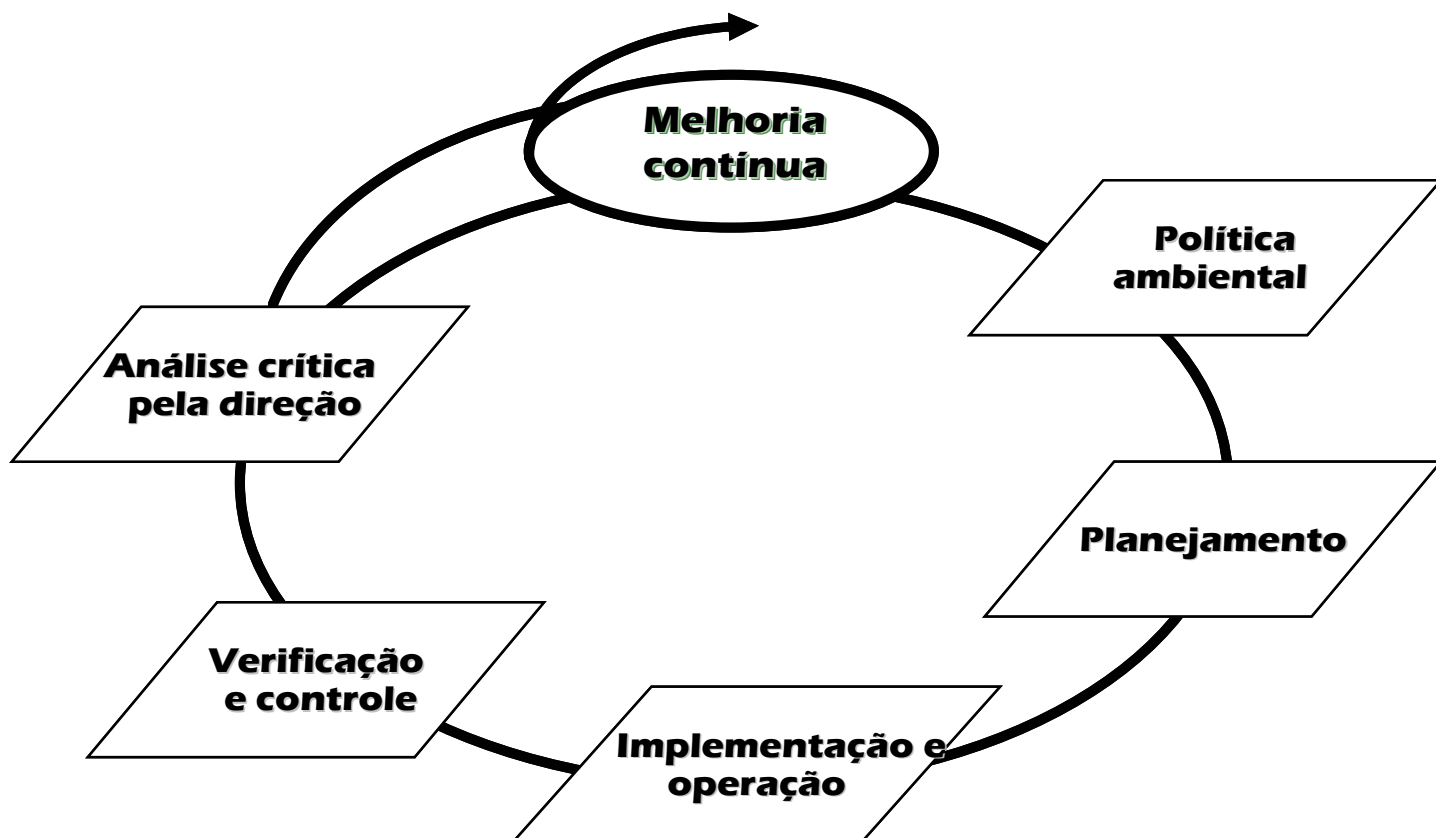 Melhoria
contínua
Política
ambiental
Análise crítica
pela direção
Planejamento
Verificação
e controle
Implementação e
operação